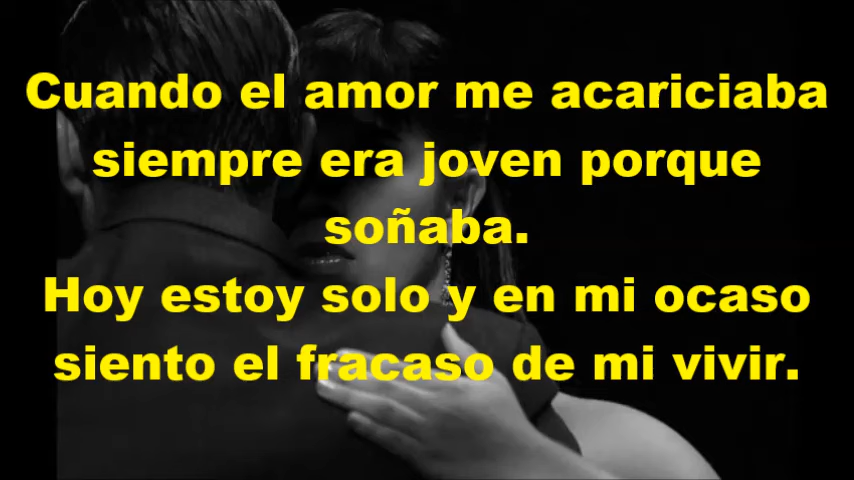 Cuando el amor me acariciaba
siempre era joven porque
soñaba.
Hoy estoy solo y en mi ocaso
siento el fracaso de mi vivir.